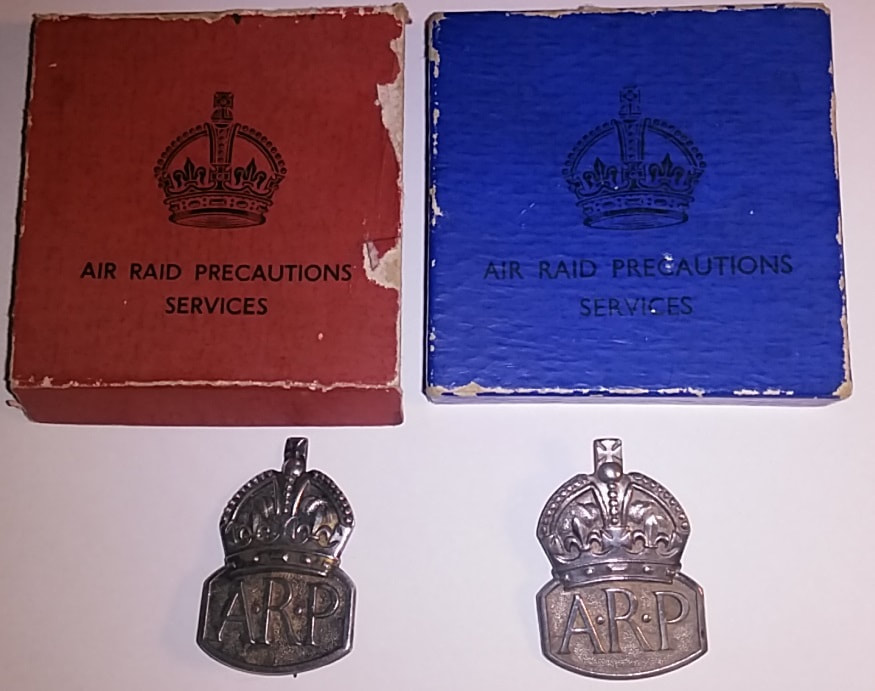 AIR RAID PRECAUTIONS
SERVICES
AIR RAID PRECAUTIONS
SERVICES
A·R·P
A·R·P